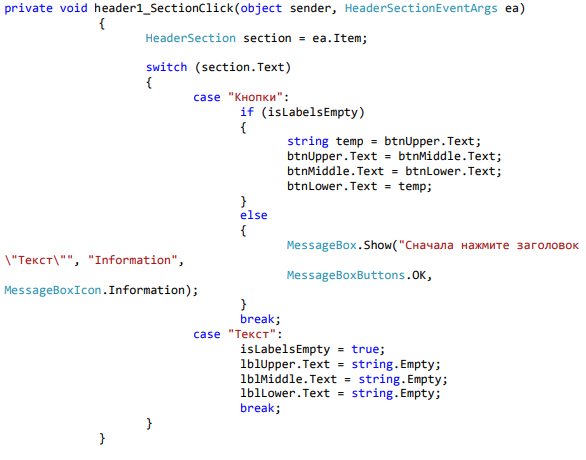 private void header1_SectionClick(object sender, HeaderSectionEventArgs ea)
{
HeaderSection section = ea.Item;
switch (section.Text)
{
case "Кнопки":
if (isLabelsEmpty)
{
string temp = btnUpper.Text;
btnUpper.Text = btnMiddle.Text;
btnMiddle.Text = btnLower.Text;
btnLower.Text = temp;
}
else
{
MessageBox.Show("Сначала нажмите заголовок
\"Текст\"", "Information",
MessageBoxButtons.OK,
MessageBoxIcon.Information);
}
break;
case "Текст":
isLabelsEmpty = true;
lblUpper.Text = string.Empty;
lblMiddle.Text = string.Empty;
lblLower.Text = string.Empty;
break;
}
}